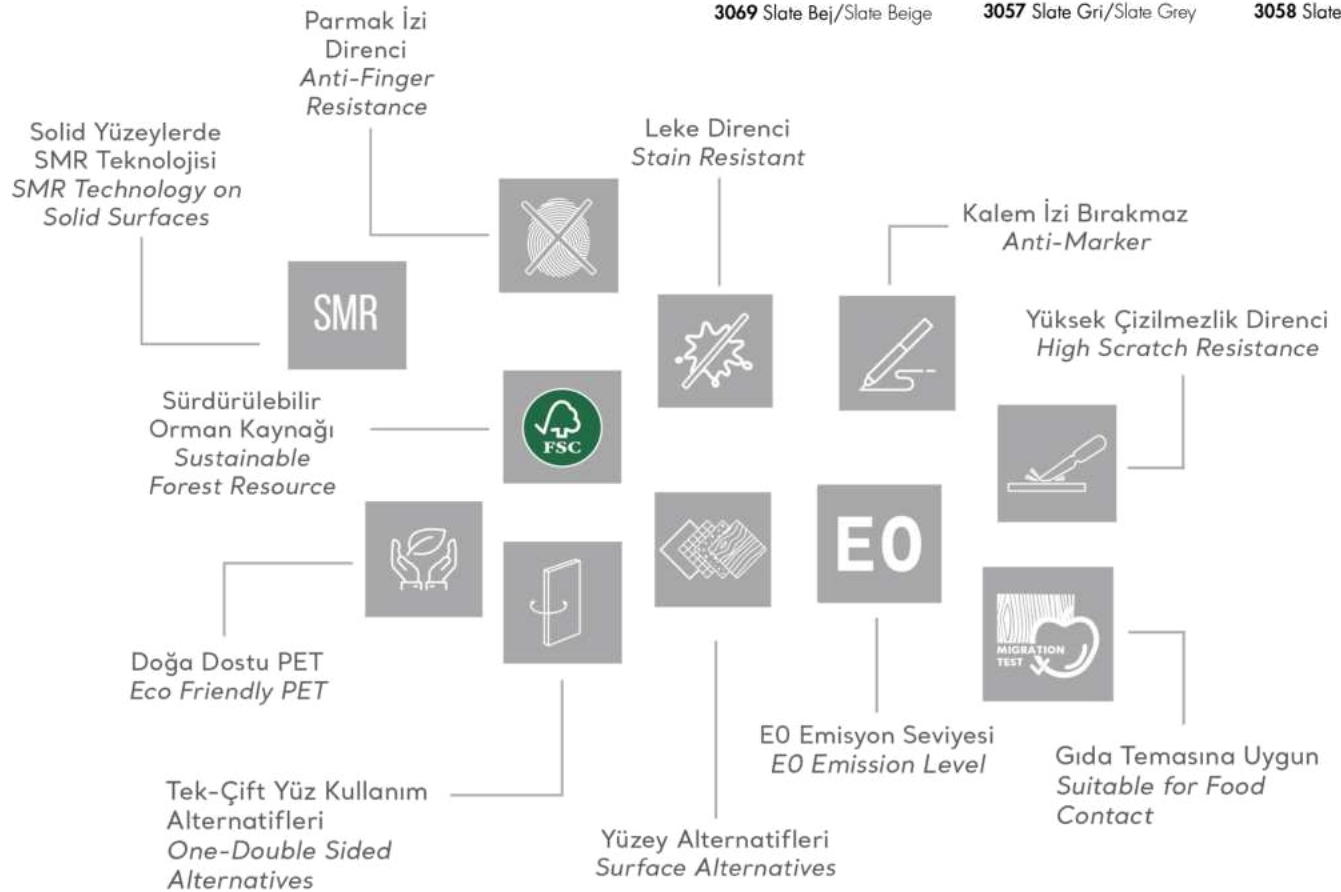 3069 Slate Bej/Slate Beige
3057 Slate Gri/Slate Grey
3058 Slate
Parmak İzi
Direnci
Anti-Finger
Resistance
Solid Yüzeylerde
SMR Teknolojisi
SMR Technology on
Solid Surfaces
Leke Direnci
Stain Resistant
Kalem İzi Bırakmaz
Anti-Marker
SMR
Yüksek Çizilmezlik Direnci
High Scratch Resistance
Sürdürülebilir
Orman Kaynağı
Sustainable
Forest Resource
FSC
E0
MIGRATION
TEST
Doğa Dostu PET
Eco Friendly PET
E0 Emisyon Seviyesi
E0 Emission Level
Gıda Temasına Uygun
Suitable for Food
Contact
Tek-Çift Yüz Kullanım
Alternatifleri
One-Double Sided
Alternatives
Yüzey Alternatifleri
Surface Alternatives